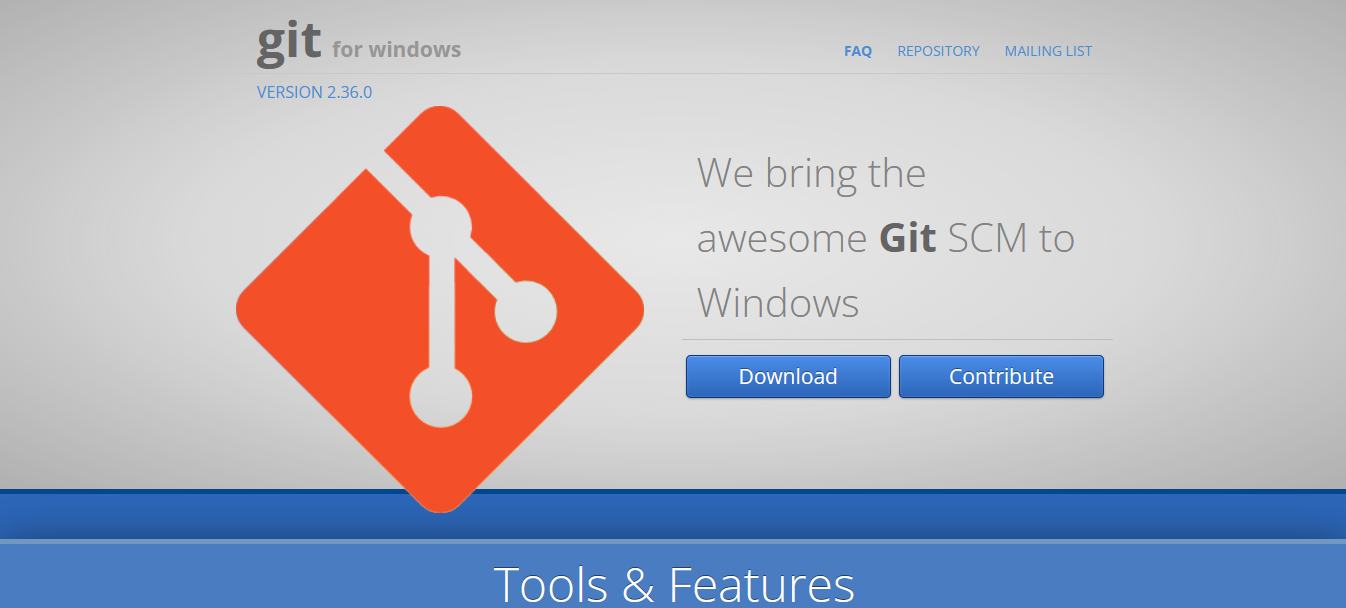 git for windows
FAQ REPOSITORY MAILING LIST
VERSION 2.36.0
We bring the
awesome Git SCM to
Windows
Download Contribute
Tools & Features